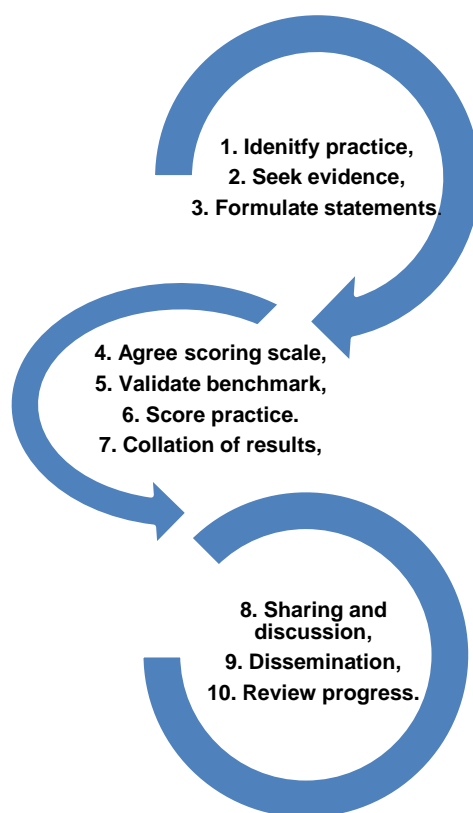 1. Idenitfy practice,
2. Seek evidence,
3. Formulate statements.
4. Agree scoring scale,
5. Validate benchmark,
6. Score practice.
7. Collation of results,
8. Sharing and
discussion,
9. Dissemination,
10. Review progress.